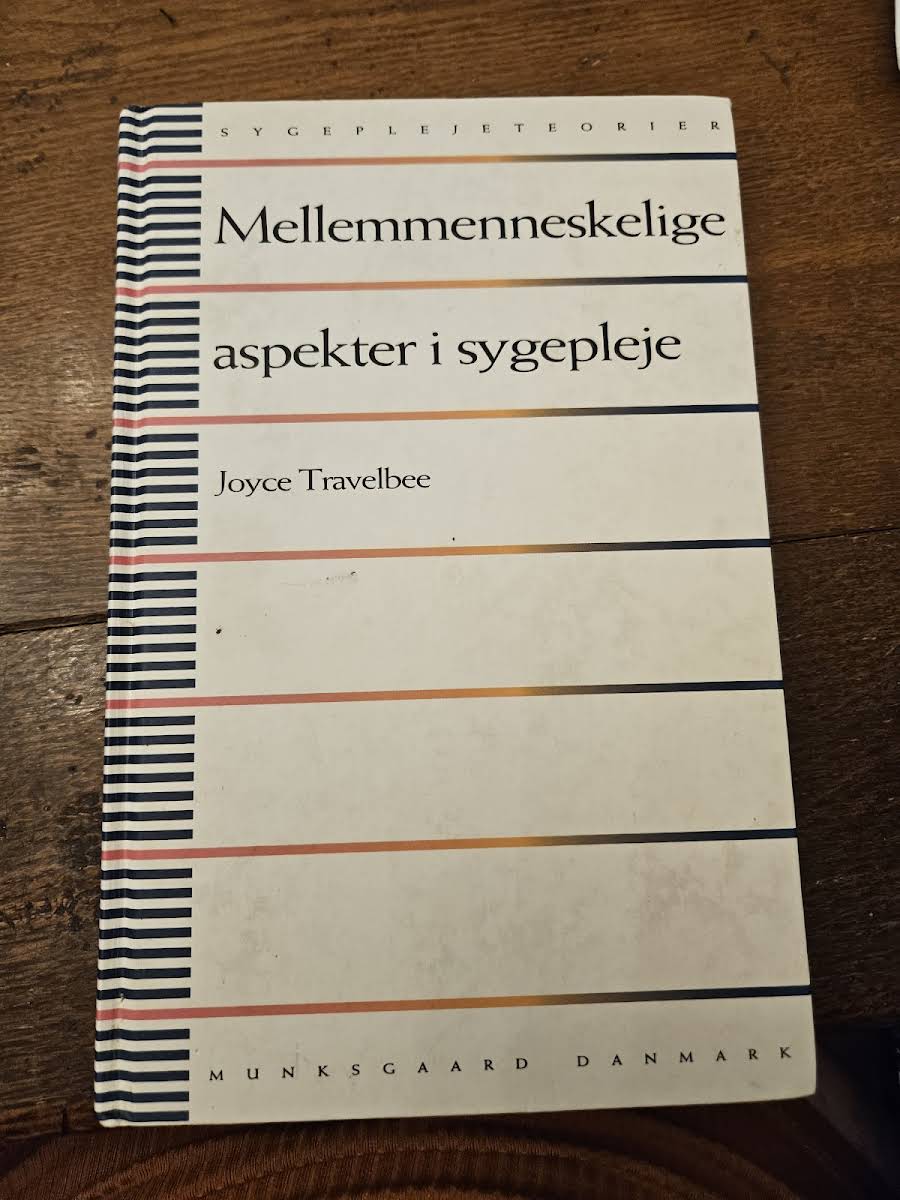 SYGEPLEJETEORIER
Mellemmenneskelige
aspekter i sygepleje
Joyce Travelbee
MUNKSGAARD DANMARK